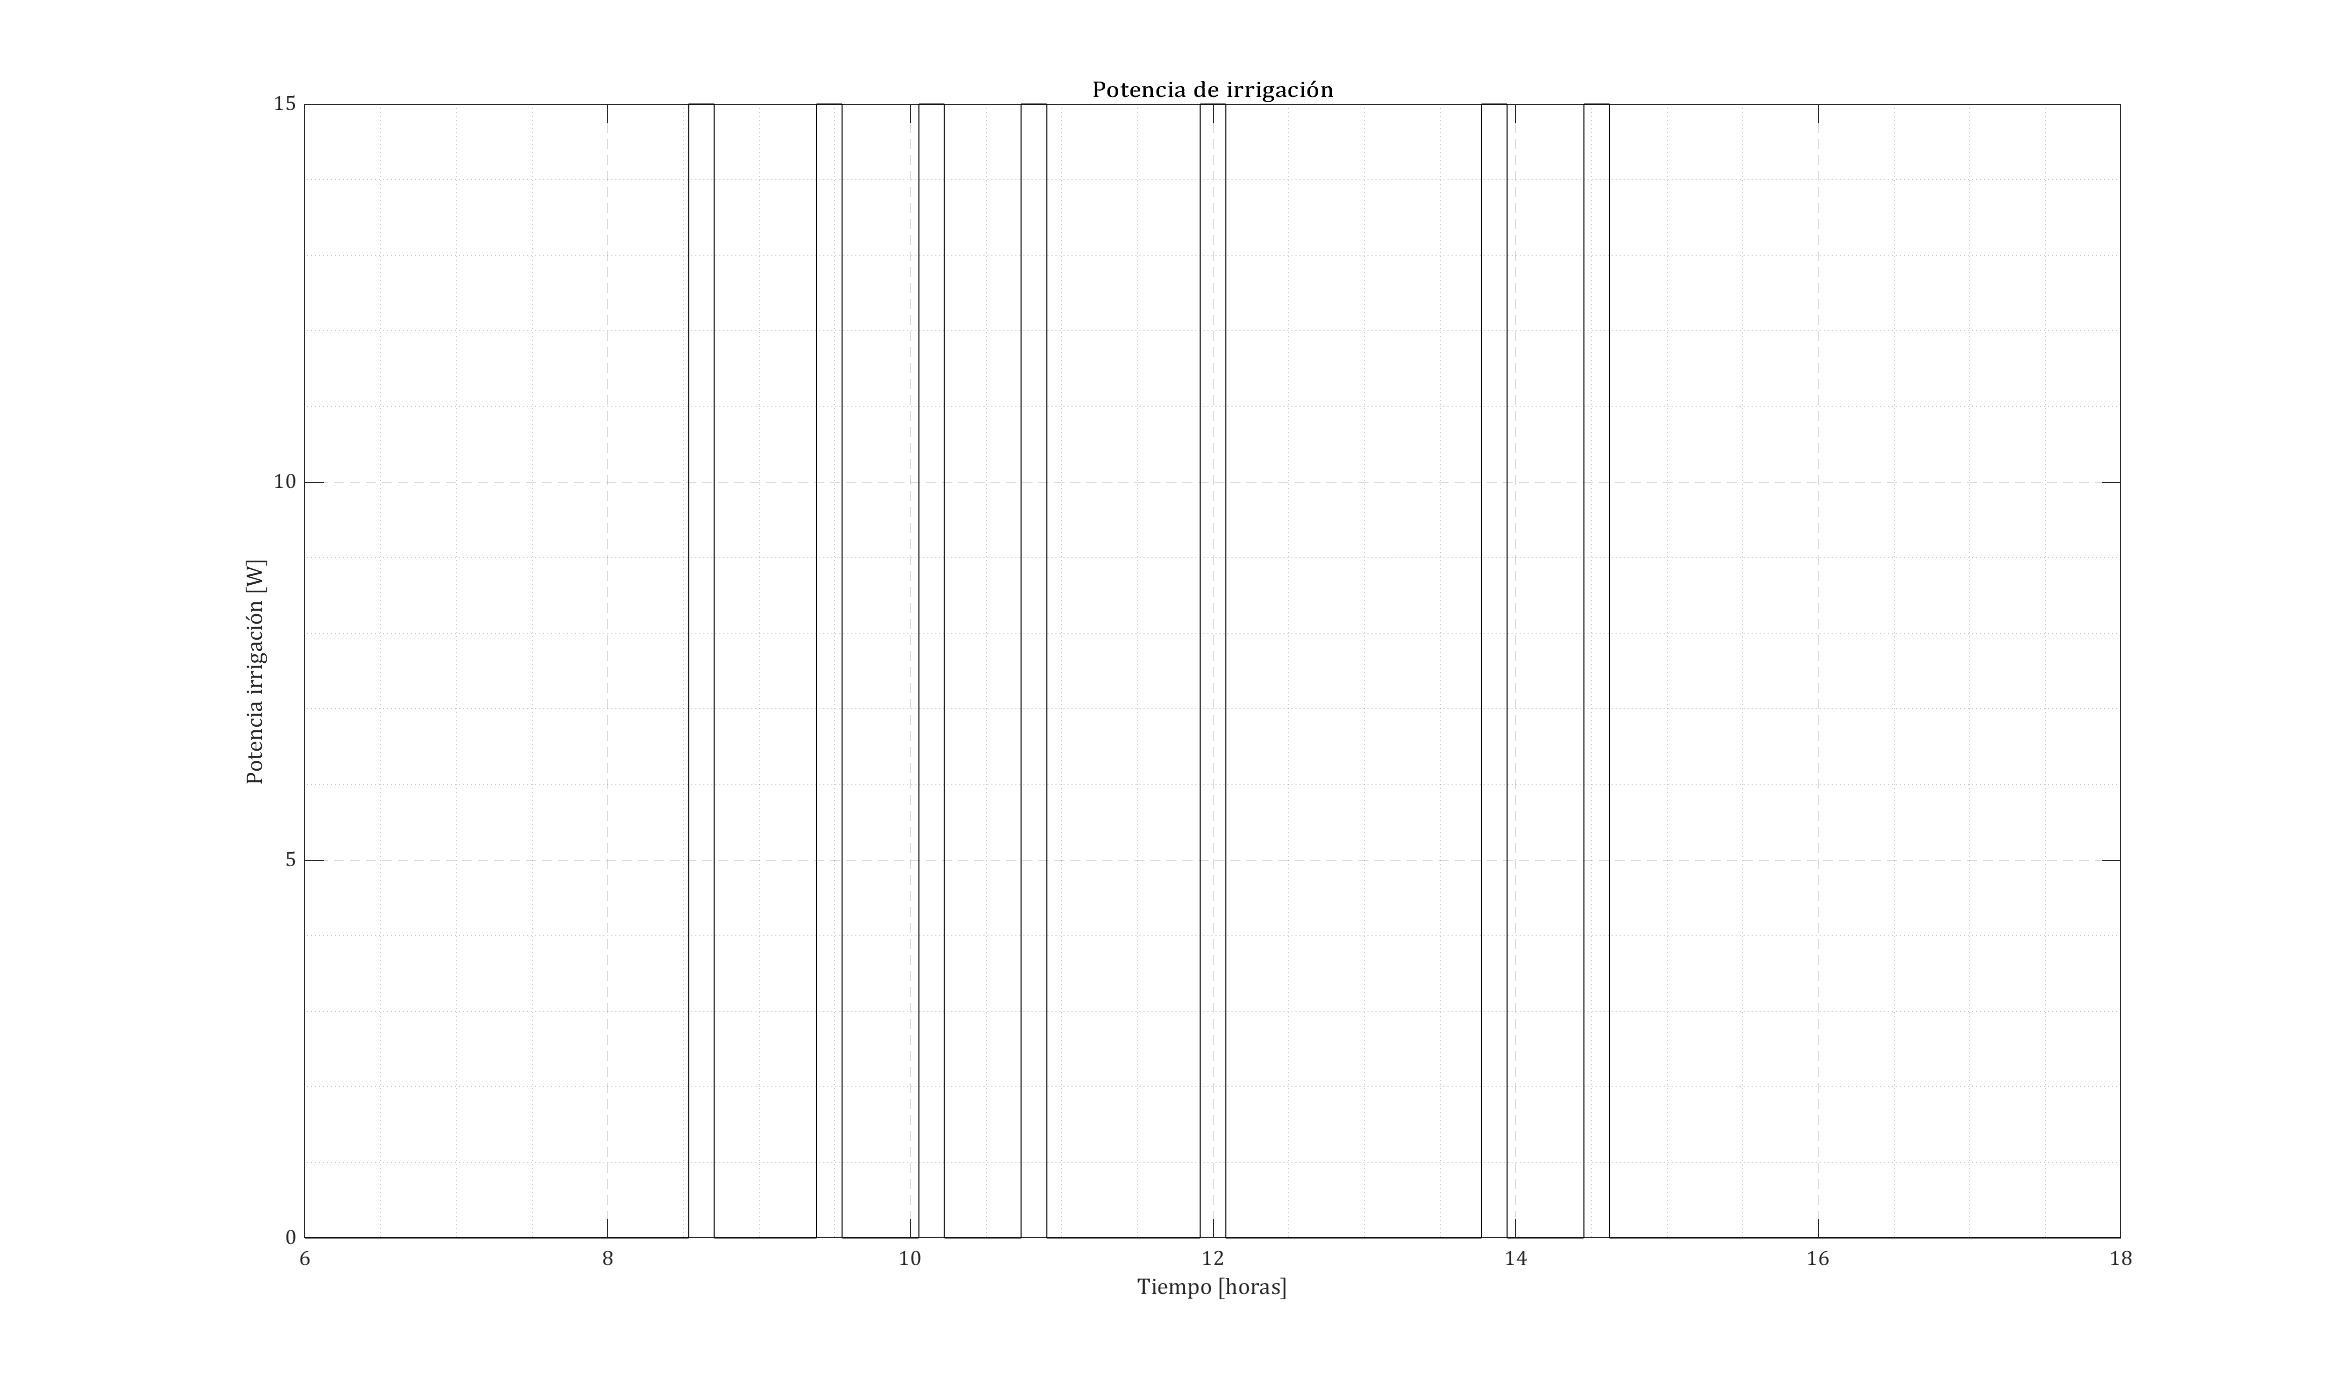 Potencia de irrigación
15
10
5
0
Potencia irrigación [W]
6 8 10 12 14 16 18
Tiempo [horas]